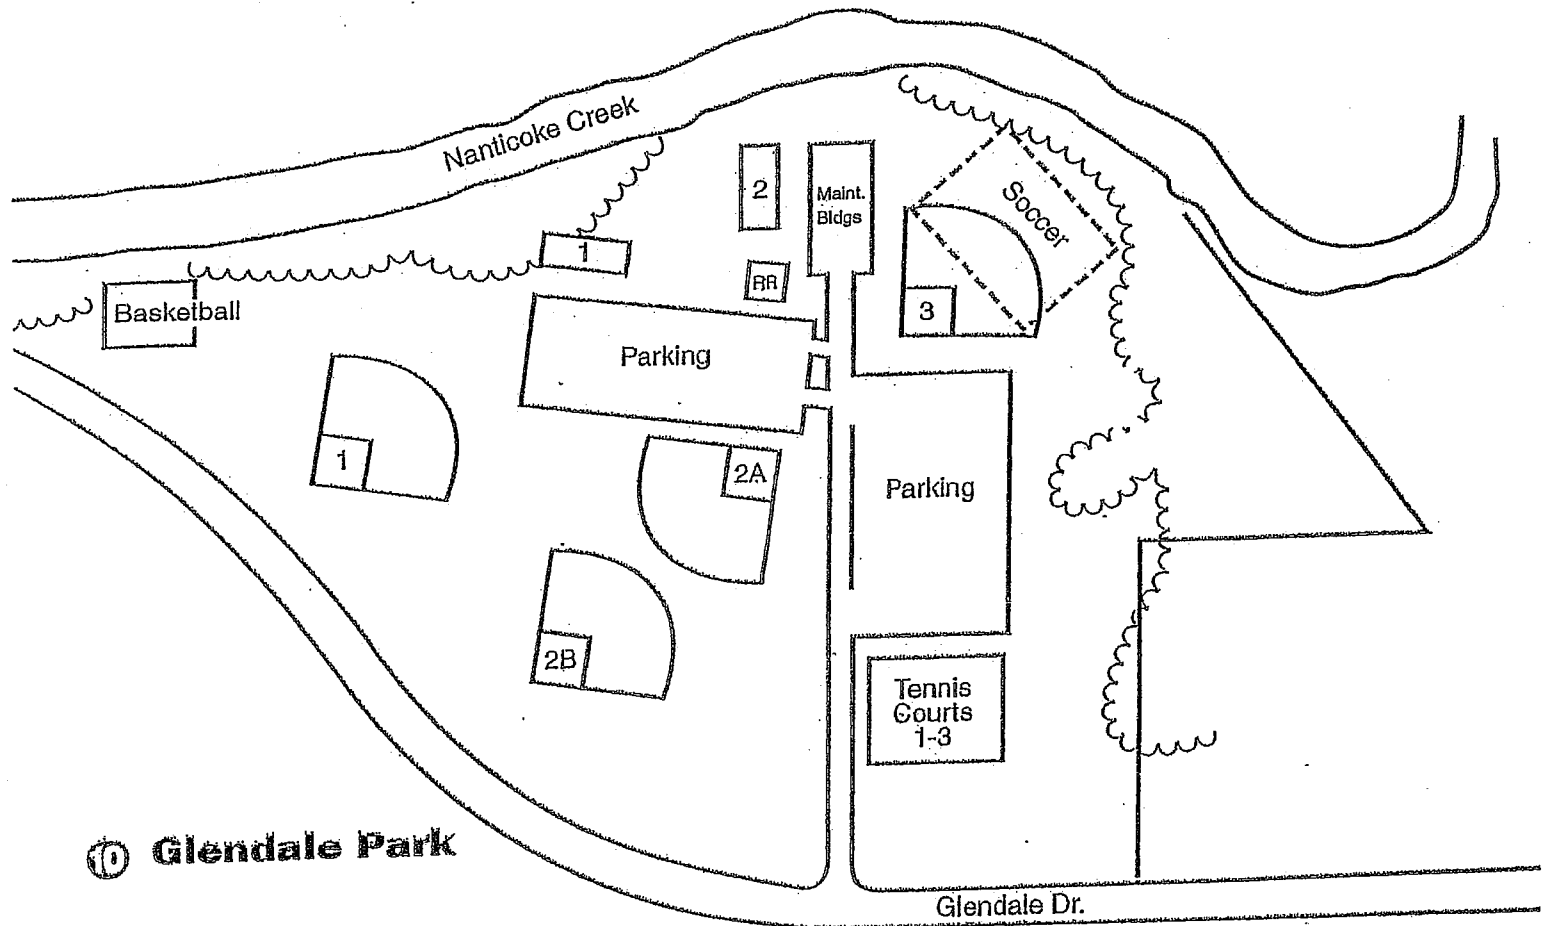 Nanticoke Creek
2
Maint.
Bldgs
Soccer
1
RR
Basketball
3
Parking
1
2A
Parking
2B
Tennis
Courts
1-3
10 Glendale Park
Glendale Dr.